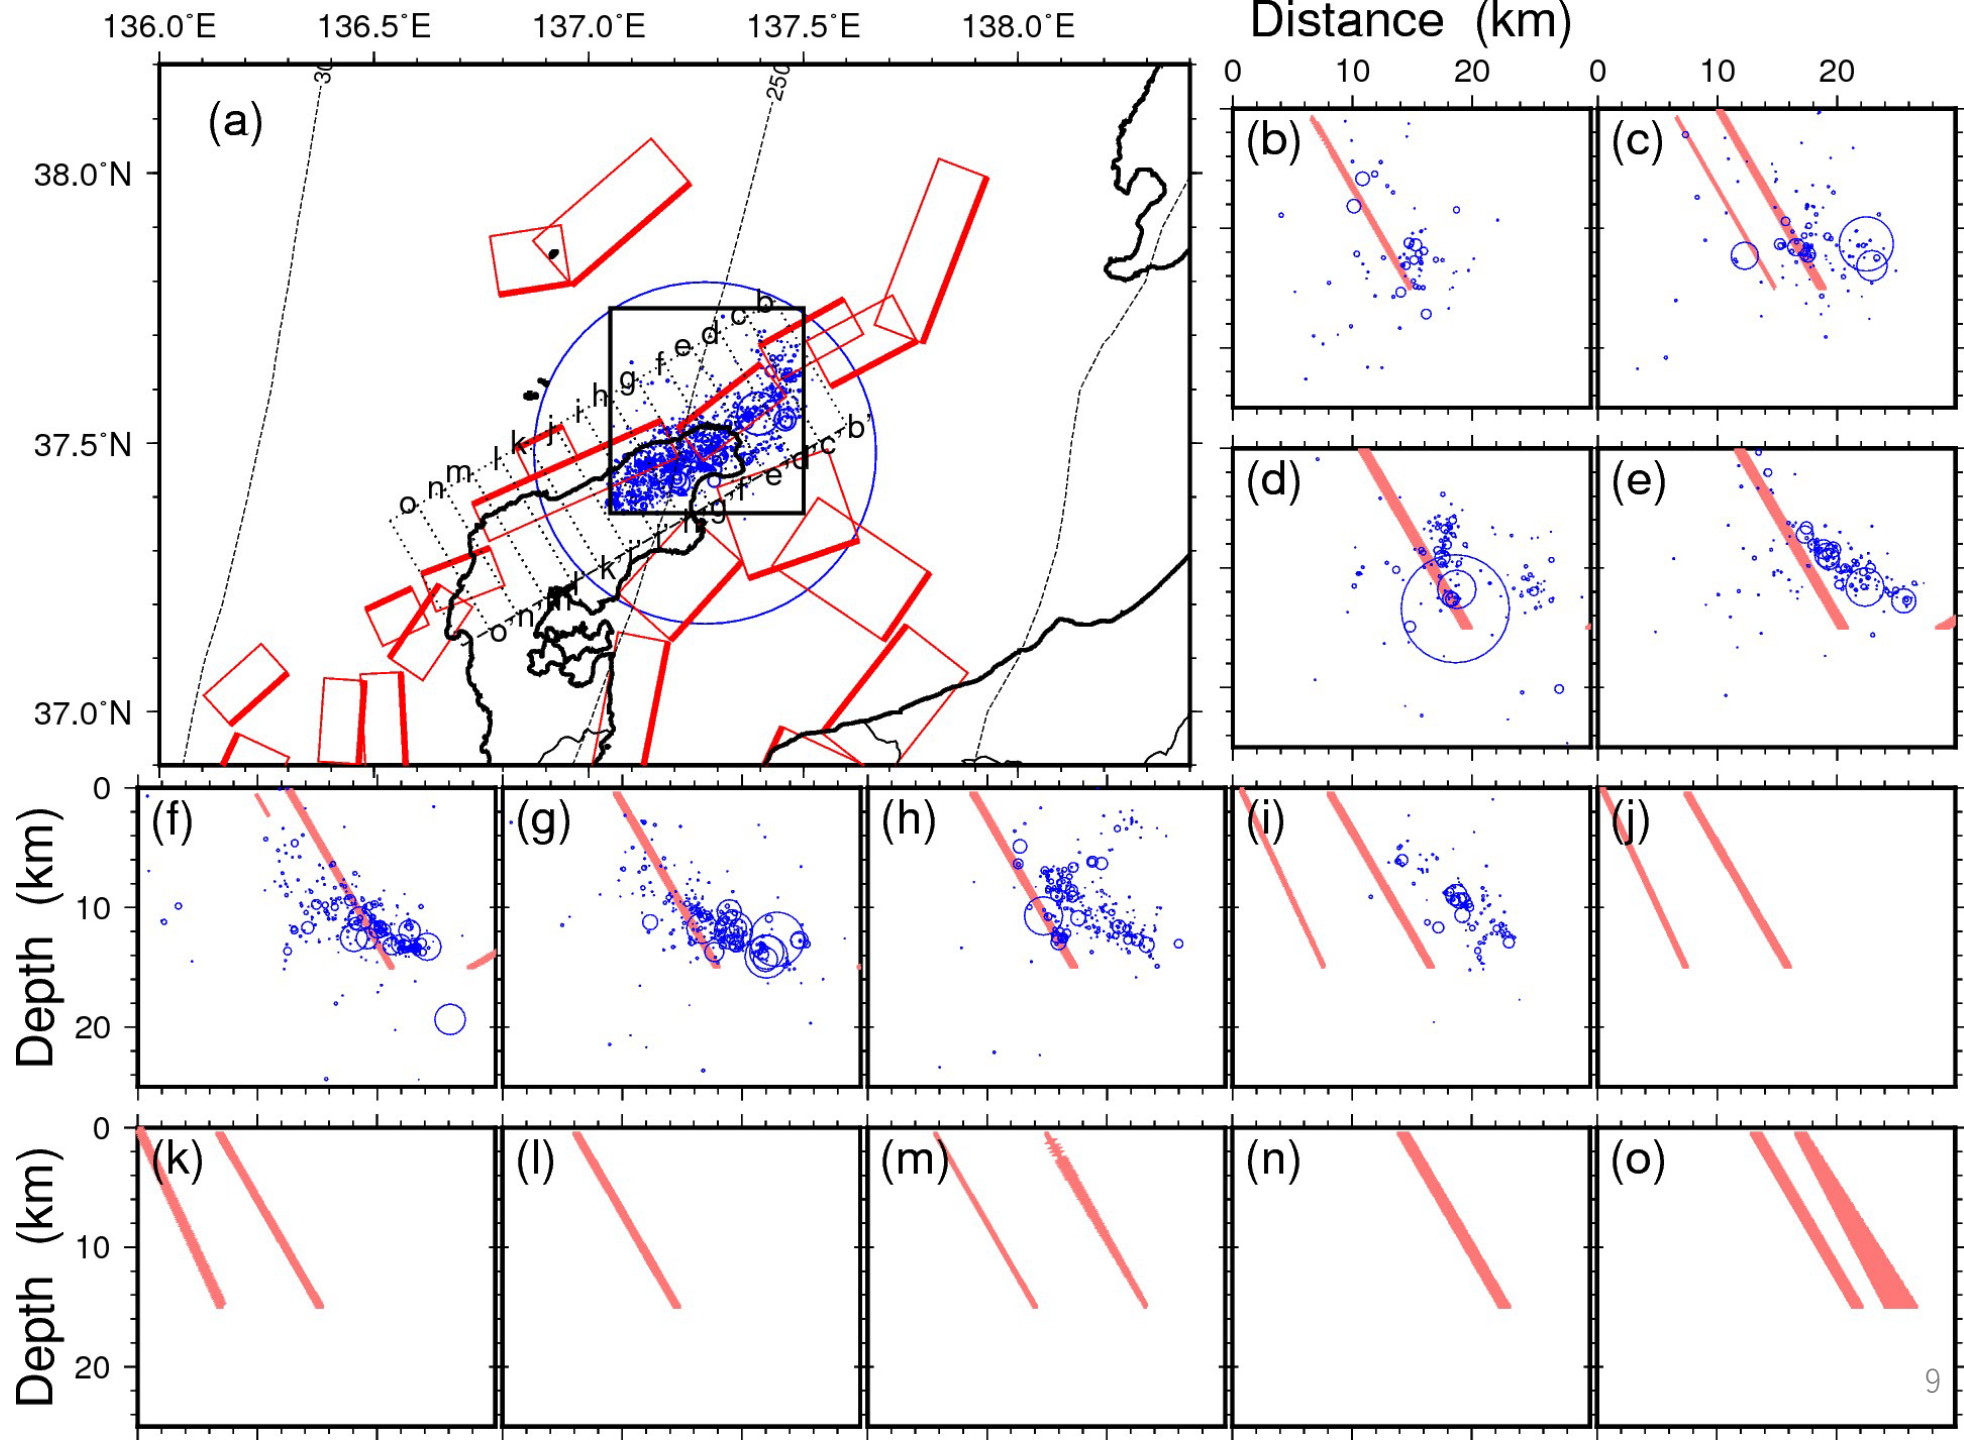 136.0°E 136.5°E 137.0°E 137.5°E 138.0°E
Distance (km)
0 10 20 0 10 20
30
250
(a)
(b)
(c)
38.0°N
37.5°N
37.0°N
b
c
d
e
f
g
h
i
j
k
l
m
n
o
b'
c
d
e
f'
g
h
k
n'
o'
(d)
(e)
Depth (km)
0
10
20
(f)
(g)
(h)
(i)
(j)
Depth (km)
0
10
20
(k)
(l)
(m)
(n)
(o)
9